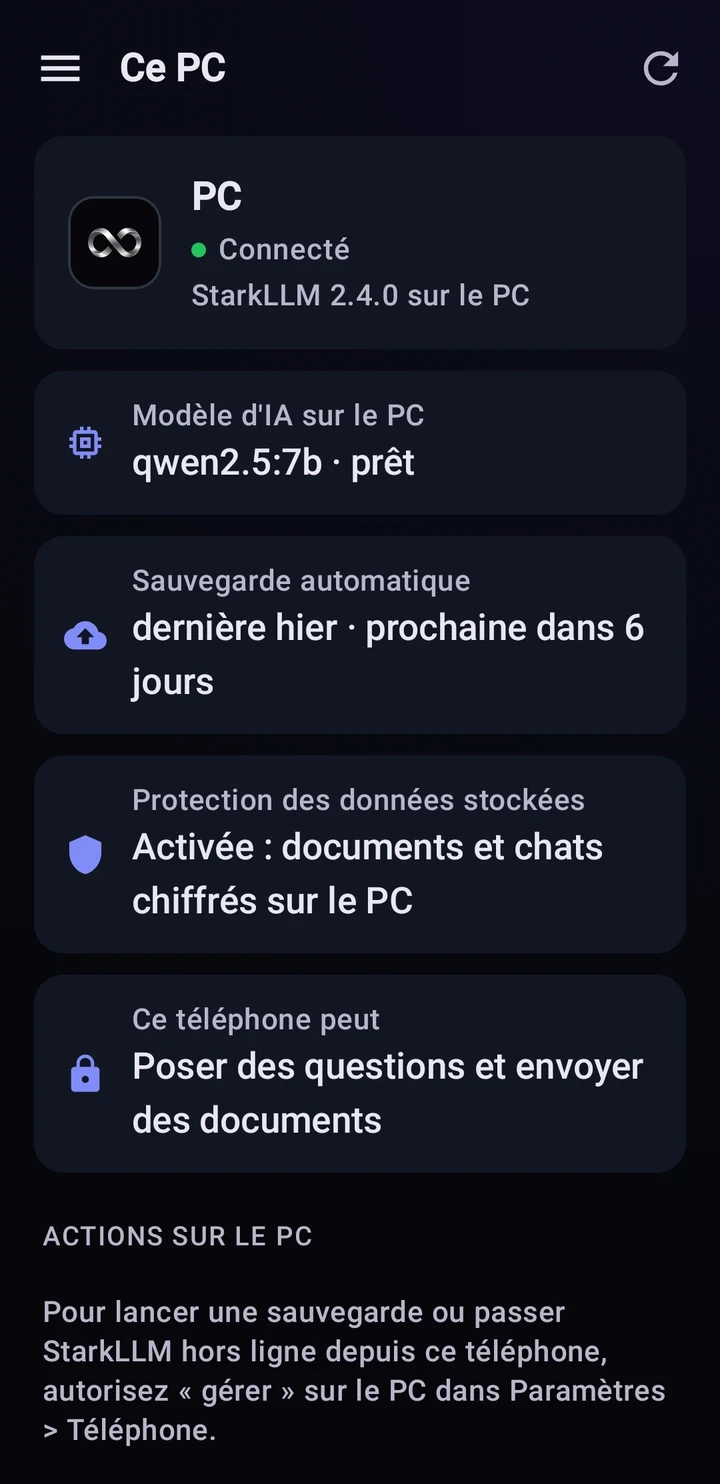 Ce PC
PC
Connecté
StarkLLM 2.4.0 sur le PC
Modèle d'IA sur le PC
qwen2.5:7b · prêt
Sauvegarde automatique
dernière hier · prochaine dans 6
jours
Protection des données stockées
Activée : documents et chats
chiffrés sur le PC
Ce téléphone peut
Poser des questions et envoyer
des documents
ACTIONS SUR LE PC
Pour lancer une sauvegarde ou passer
StarkLLM hors ligne depuis ce téléphone,
autorisez « gérer » sur le PC dans Paramètres
> Téléphone.